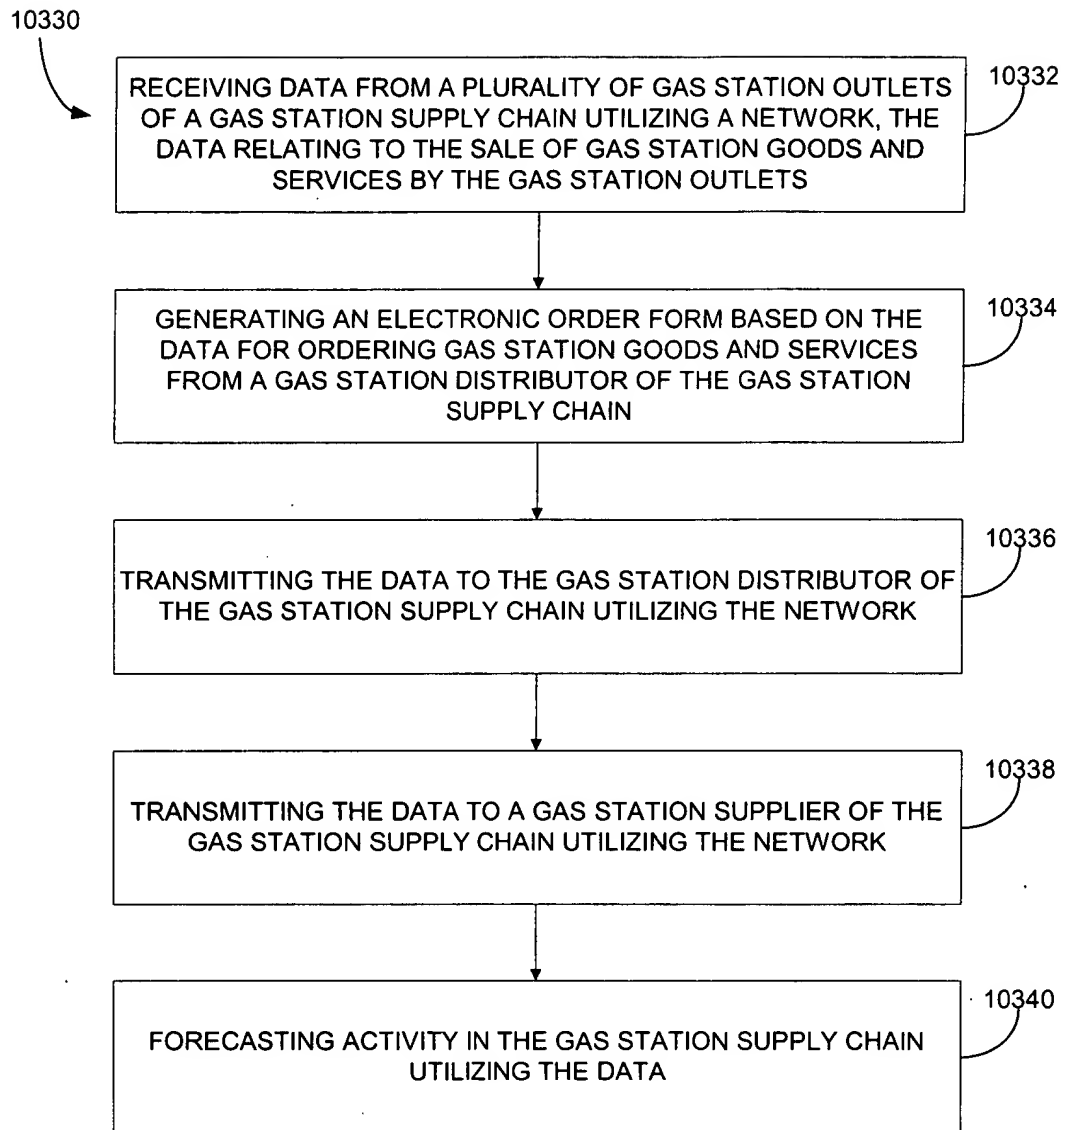 10330
RECEIVING DATA FROM A PLURALITY OF GAS STATION OUTLETS
OF A GAS STATION SUPPLY CHAIN UTILIZING A NETWORK, THE
DATA RELATING TO THE SALE OF GAS STATION GOODS AND
SERVICES BY THE GAS STATION OUTLETS
10332
GENERATING AN ELECTRONIC ORDER FORM BASED ON THE
DATA FOR ORDERING GAS STATION GOODS AND SERVICES
FROM A GAS STATION DISTRIBUTOR OF THE GAS STATION
SUPPLY CHAIN
10334
TRANSMITTING THE DATA TO THE GAS STATION DISTRIBUTOR OF
THE GAS STATION SUPPLY CHAIN UTILIZING THE NETWORK
10336
TRANSMITTING THE DATA TO A GAS STATION SUPPLIER OF THE
GAS STATION SUPPLY CHAIN UTILIZING THE NETWORK
10338
FORECASTING ACTIVITY IN THE GAS STATION SUPPLY CHAIN
UTILIZING THE DATA
10340